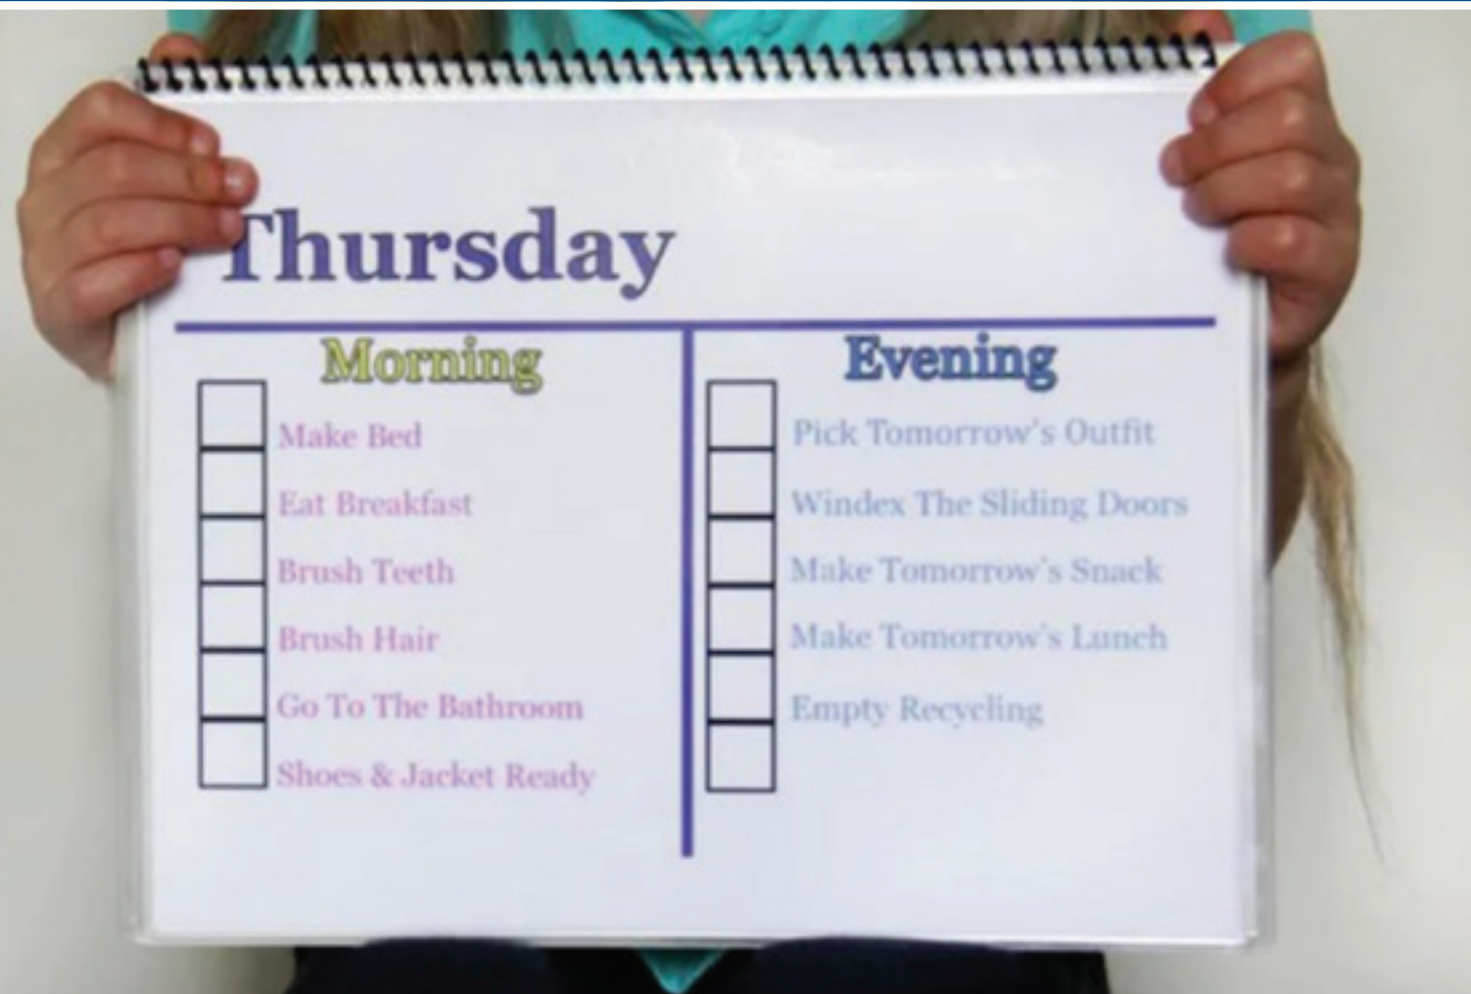 Thursday
Morning
Make Bed
Eat Breakfast
Brush Teeth
Brush Hair
Go To The Bathroom
Shoes & Jacket Ready
Evening
Pick Tomorrow's Outfit
Windex The Sliding Doors
Make Tomorrow's Snack
Make Tomorrow's Lunch
Empty Recycling